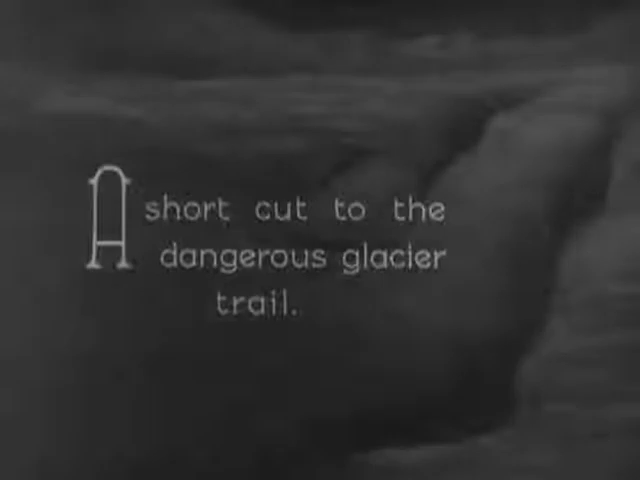 A short cut to the
dangerous glacier
trail.